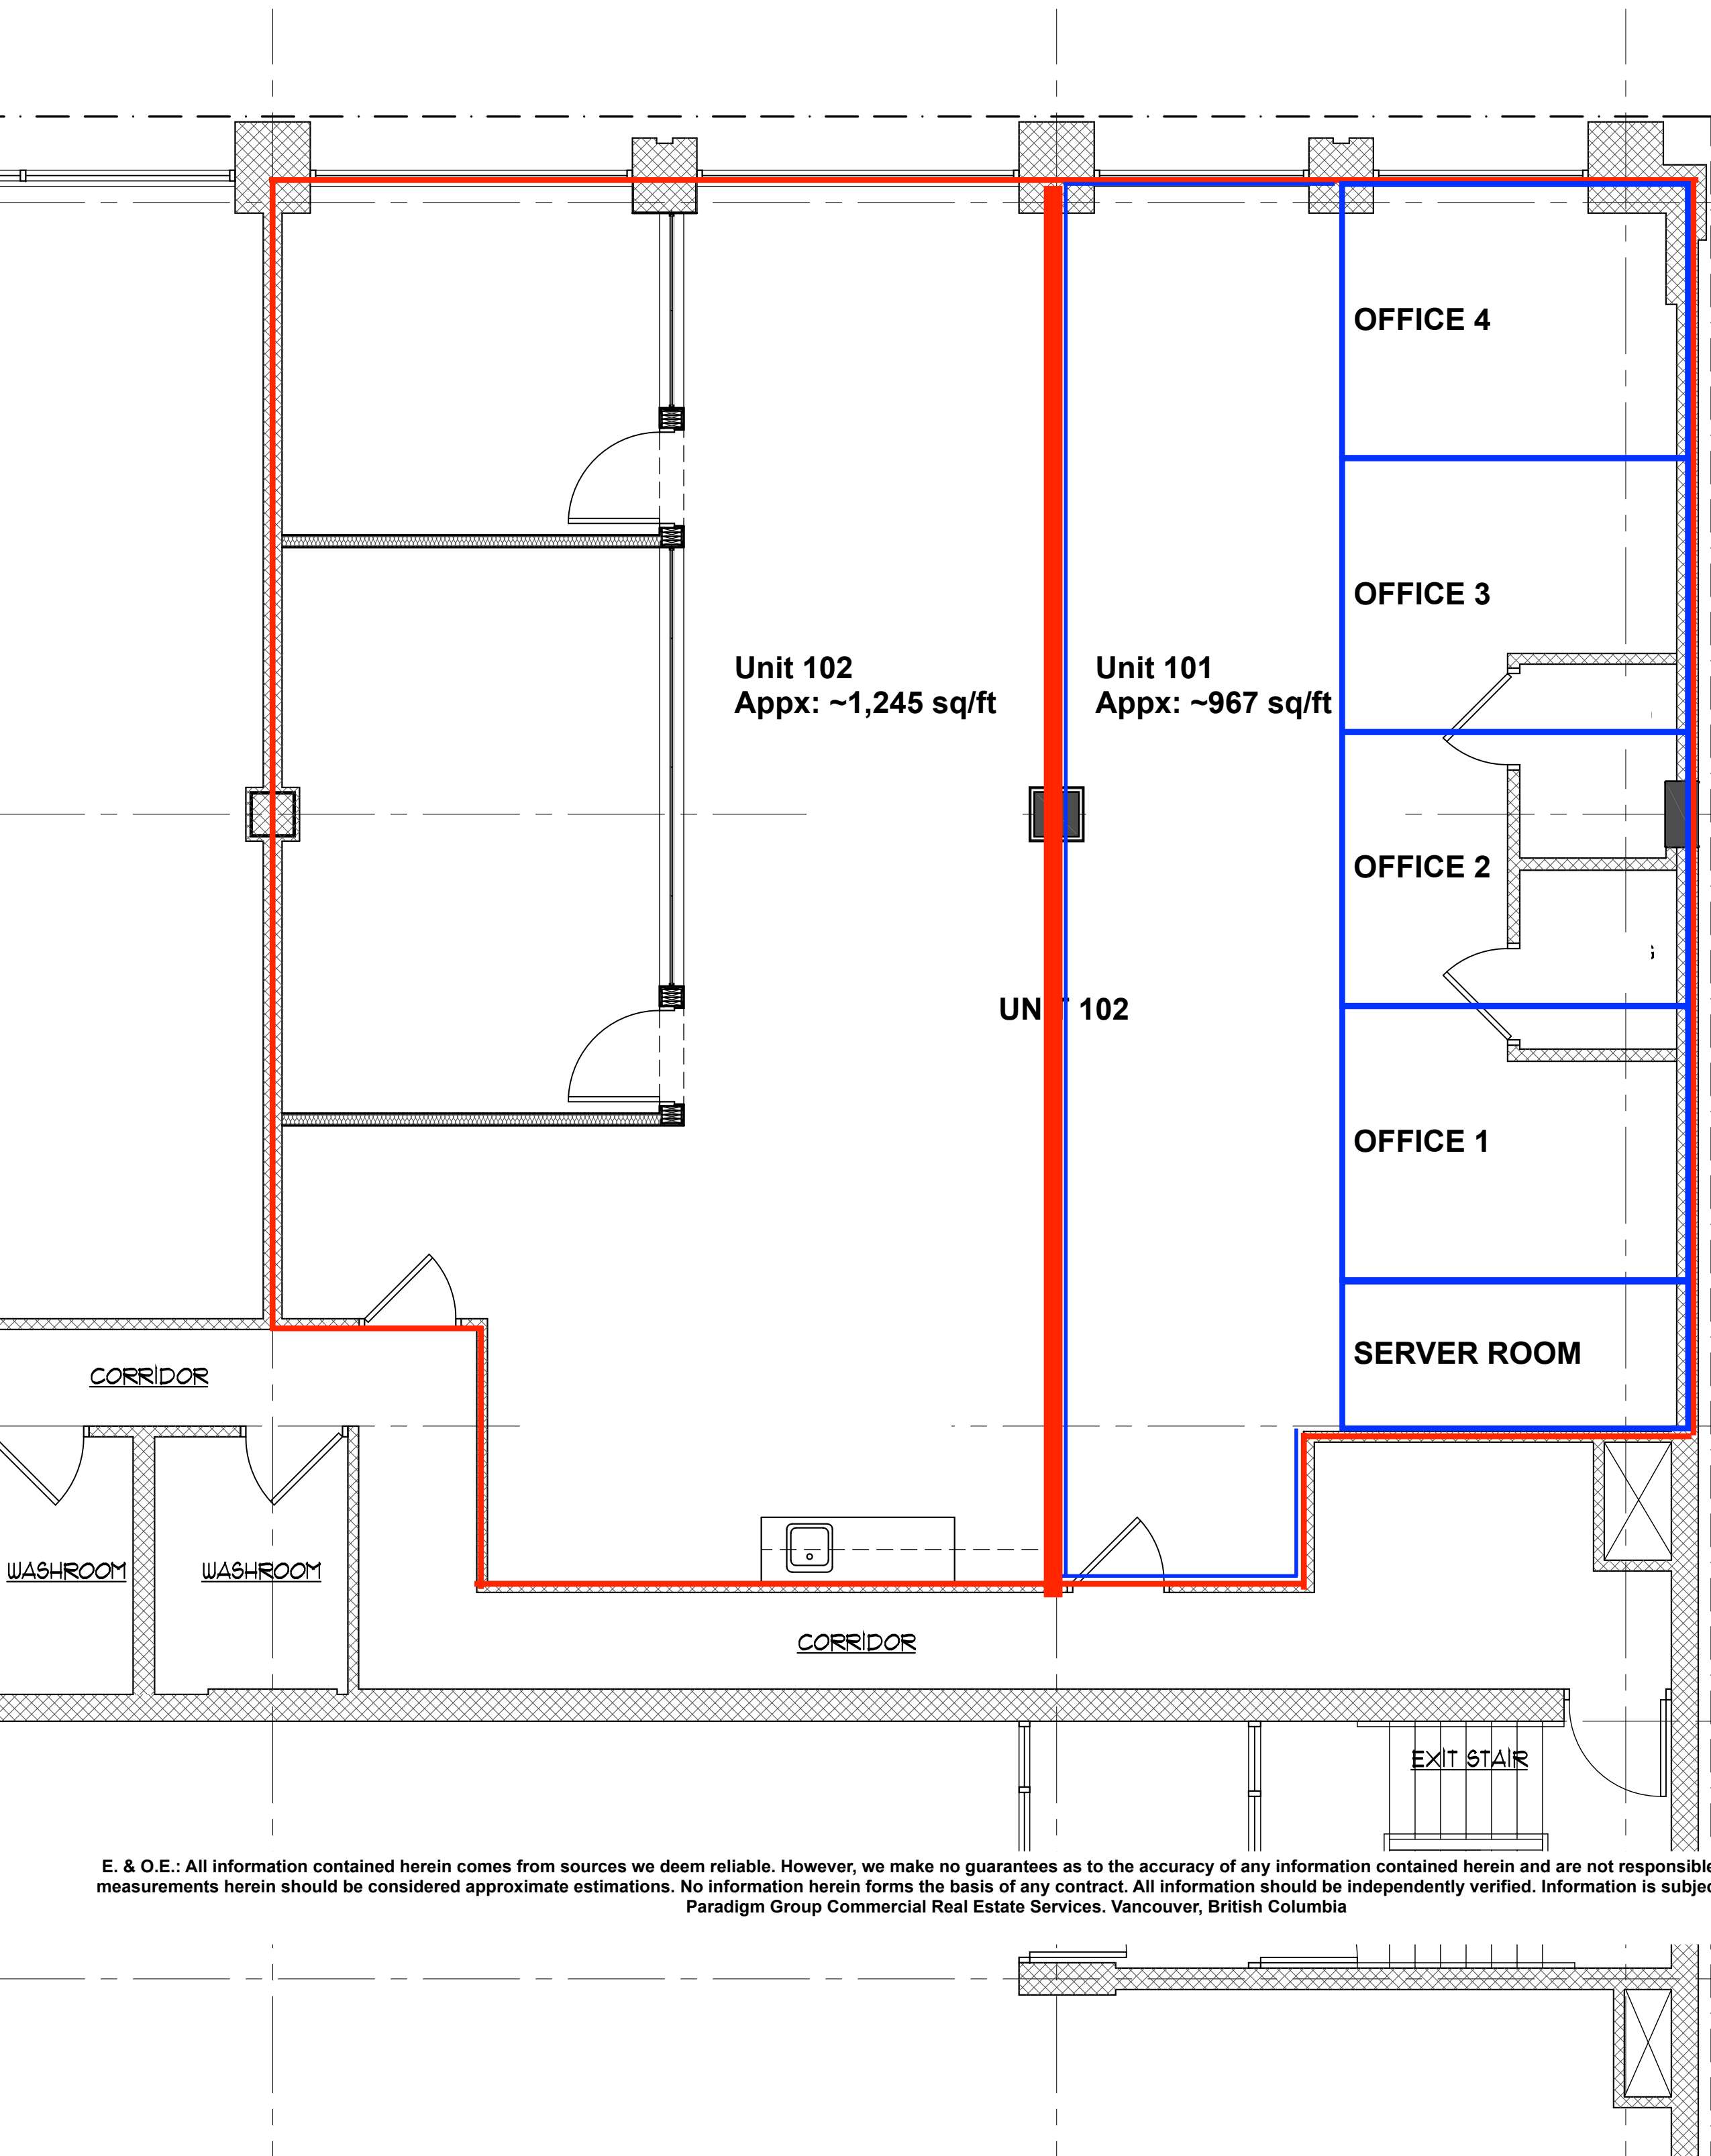 OFFICE 4
OFFICE 3
Unit 102
Appx: ~1,245 sq/ft
Unit 101
Appx: ~967 sq/ft
OFFICE 2
UN T 102
OFFICE 1
SERVER ROOM
CORRIDOR
WASHROOM
WASHROOM
CORRIDOR
EXIT STAIR
E. & O.E.: All information contained herein comes from sources we deem reliable. However, we make no guarantees as to the accuracy of any information contained herein and are not responsible
measurements herein should be considered approximate estimations. No information herein forms the basis of any contract. All information should be independently verified. Information is
Paradigm Group Commercial Real Estate Services. Vancouver, British Columbia